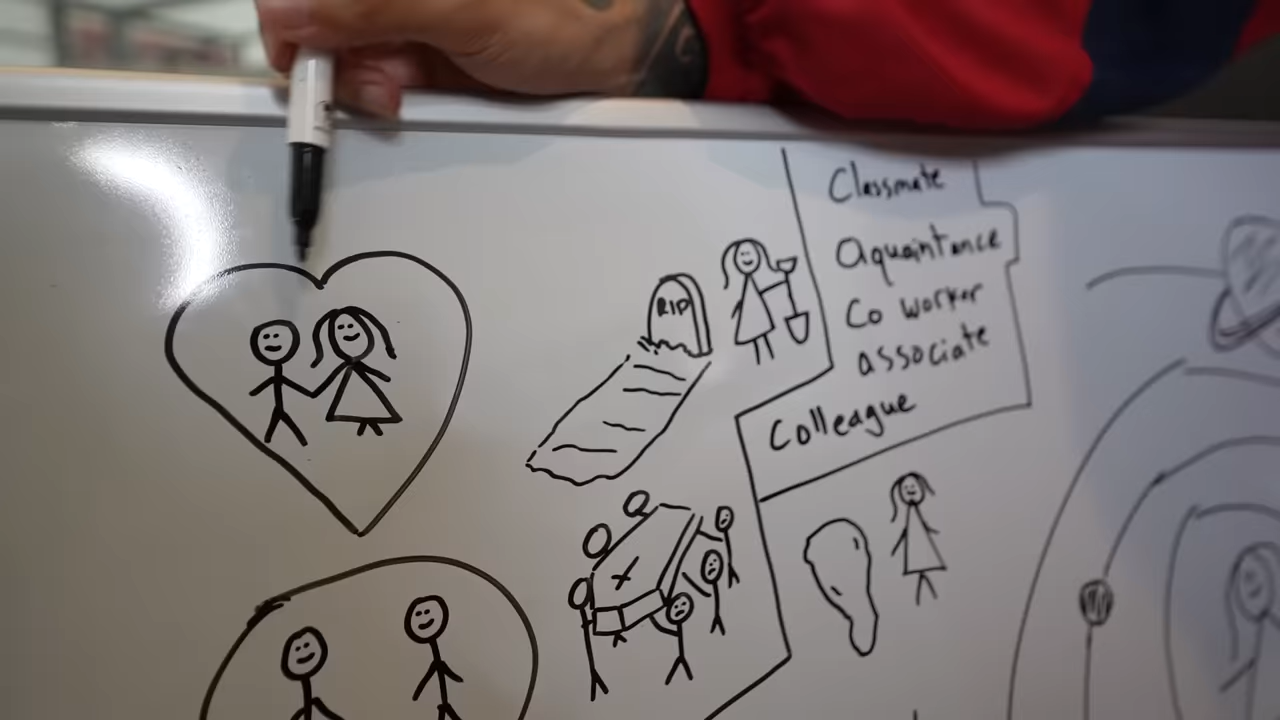 RIP
Classmate
aquaintance
Co worker
associate
Colleague